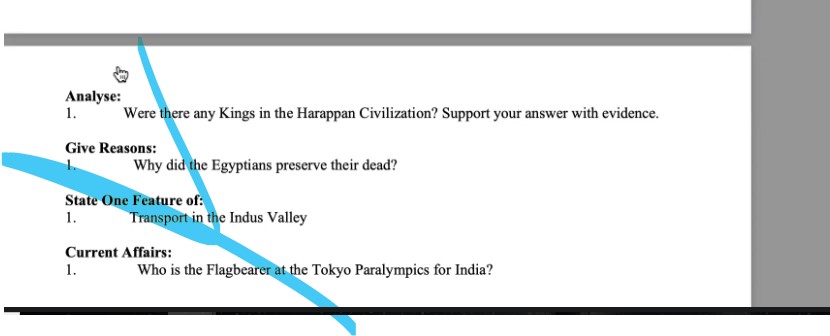 Analyse:
1. Were there any Kings in the Harappan Civilization? Support your answer with evidence.
Give Reasons:
1. Why did the Egyptians preserve their dead?
State One Feature of:
1. Transport in the Indus Valley
Current Affairs:
1. Who is the Flagbearer at the Tokyo Paralympics for India?